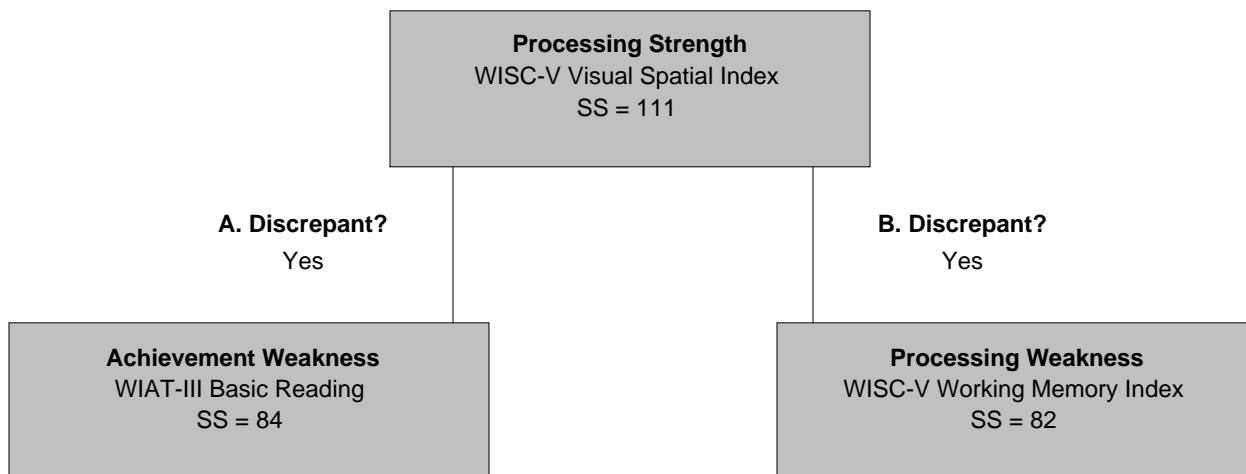 Processing Strength
WISC-V Visual Spatial Index
SS = 111
A. Discrepant?
Yes
B. Discrepant?
Yes
Achievement Weakness
WIAT-III Basic Reading
SS = 84
Processing Weakness
WISC-V Working Memory Index
SS = 82